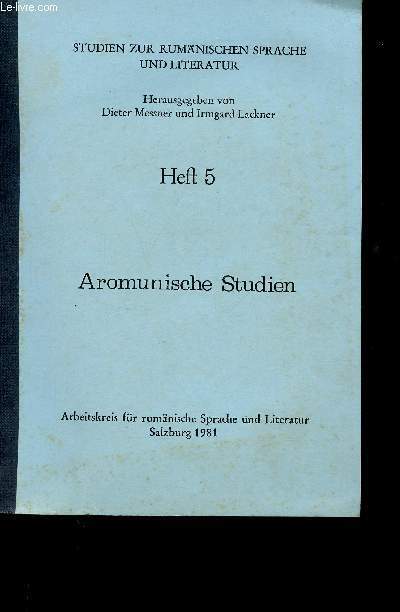 Le-livre.com
STUDIEN ZUR RUMÄNISCHEN SPRACHE
UND LITERATUR
Herausgegeben von
Dieter Messner und Irmgard Lackner
Heft 5
Aromunische Studien
Arbeitskreis für rumänische Sprache und Literatur
Salzburg 1981